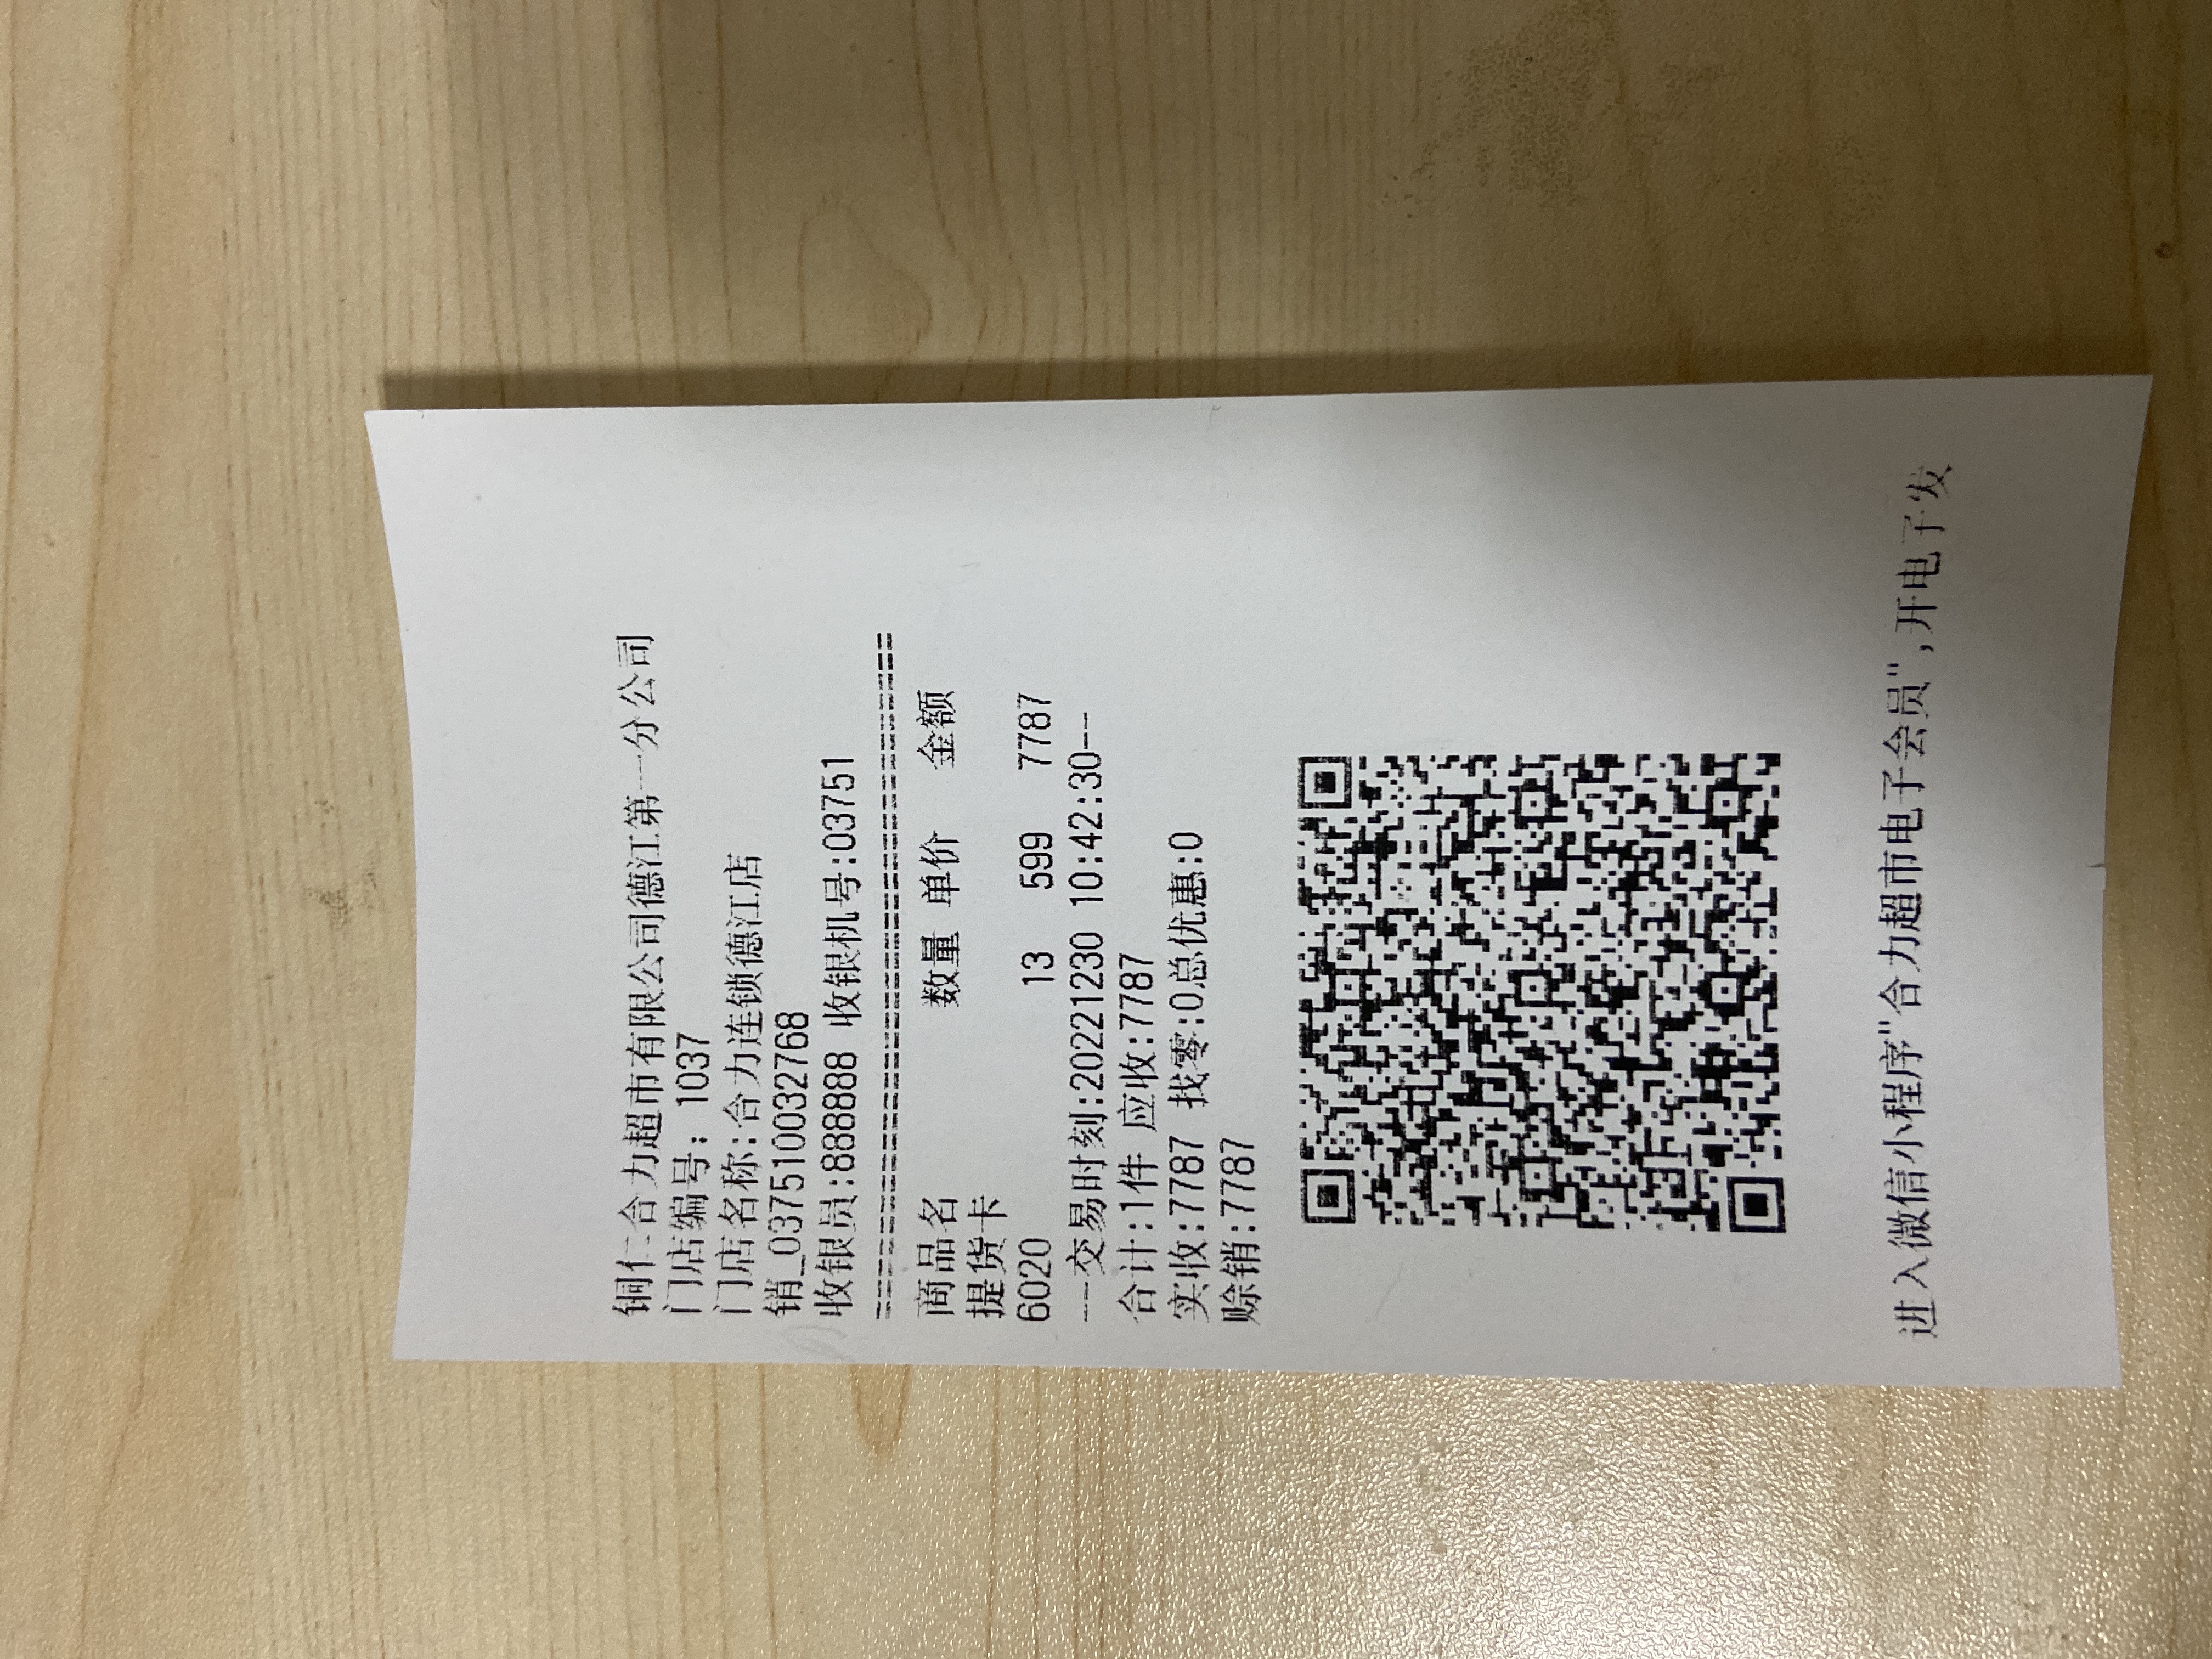 铜仁合力超市有限公司德江第一分公司
门店编号: 1037
门店名称:合力连锁德江店
销_0375100032768
收银员:888888 收银机号:03751
================================
商品名 数量 单价 金额
提货卡
6020 13 599 7787
---交易时刻:20221230 10:42:30--
合计:1件 应收:7787
实收:7787 找零:0总优惠:0
赊销:7787
进入微信小程序"合力超市电子会员",开电子发